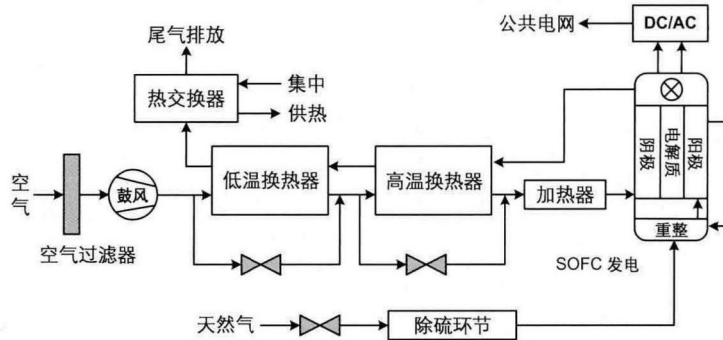 公共电网
DC/AC
尾气排放
热交换器
集中
供热
阴极
电解质
阳极
低温换热器
高温换热器
空气
鼓风
加热器
空气过滤器
重整
SOFC 发电
天然气
除硫环节